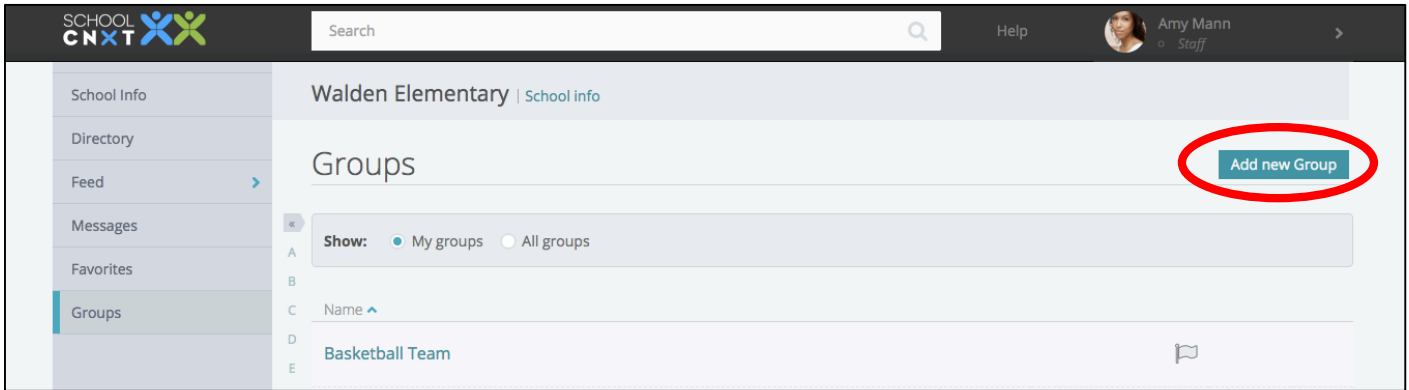 SCHOOL
CNXT
Search
Help
Amy Mann
Staff
School Info
Directory
Feed
Messages
Favorites
Groups
Walden Elementary | School info
Groups
Add new Group
«
A
B
C
D
E
Show: My groups All groups
Name
Basketball Team